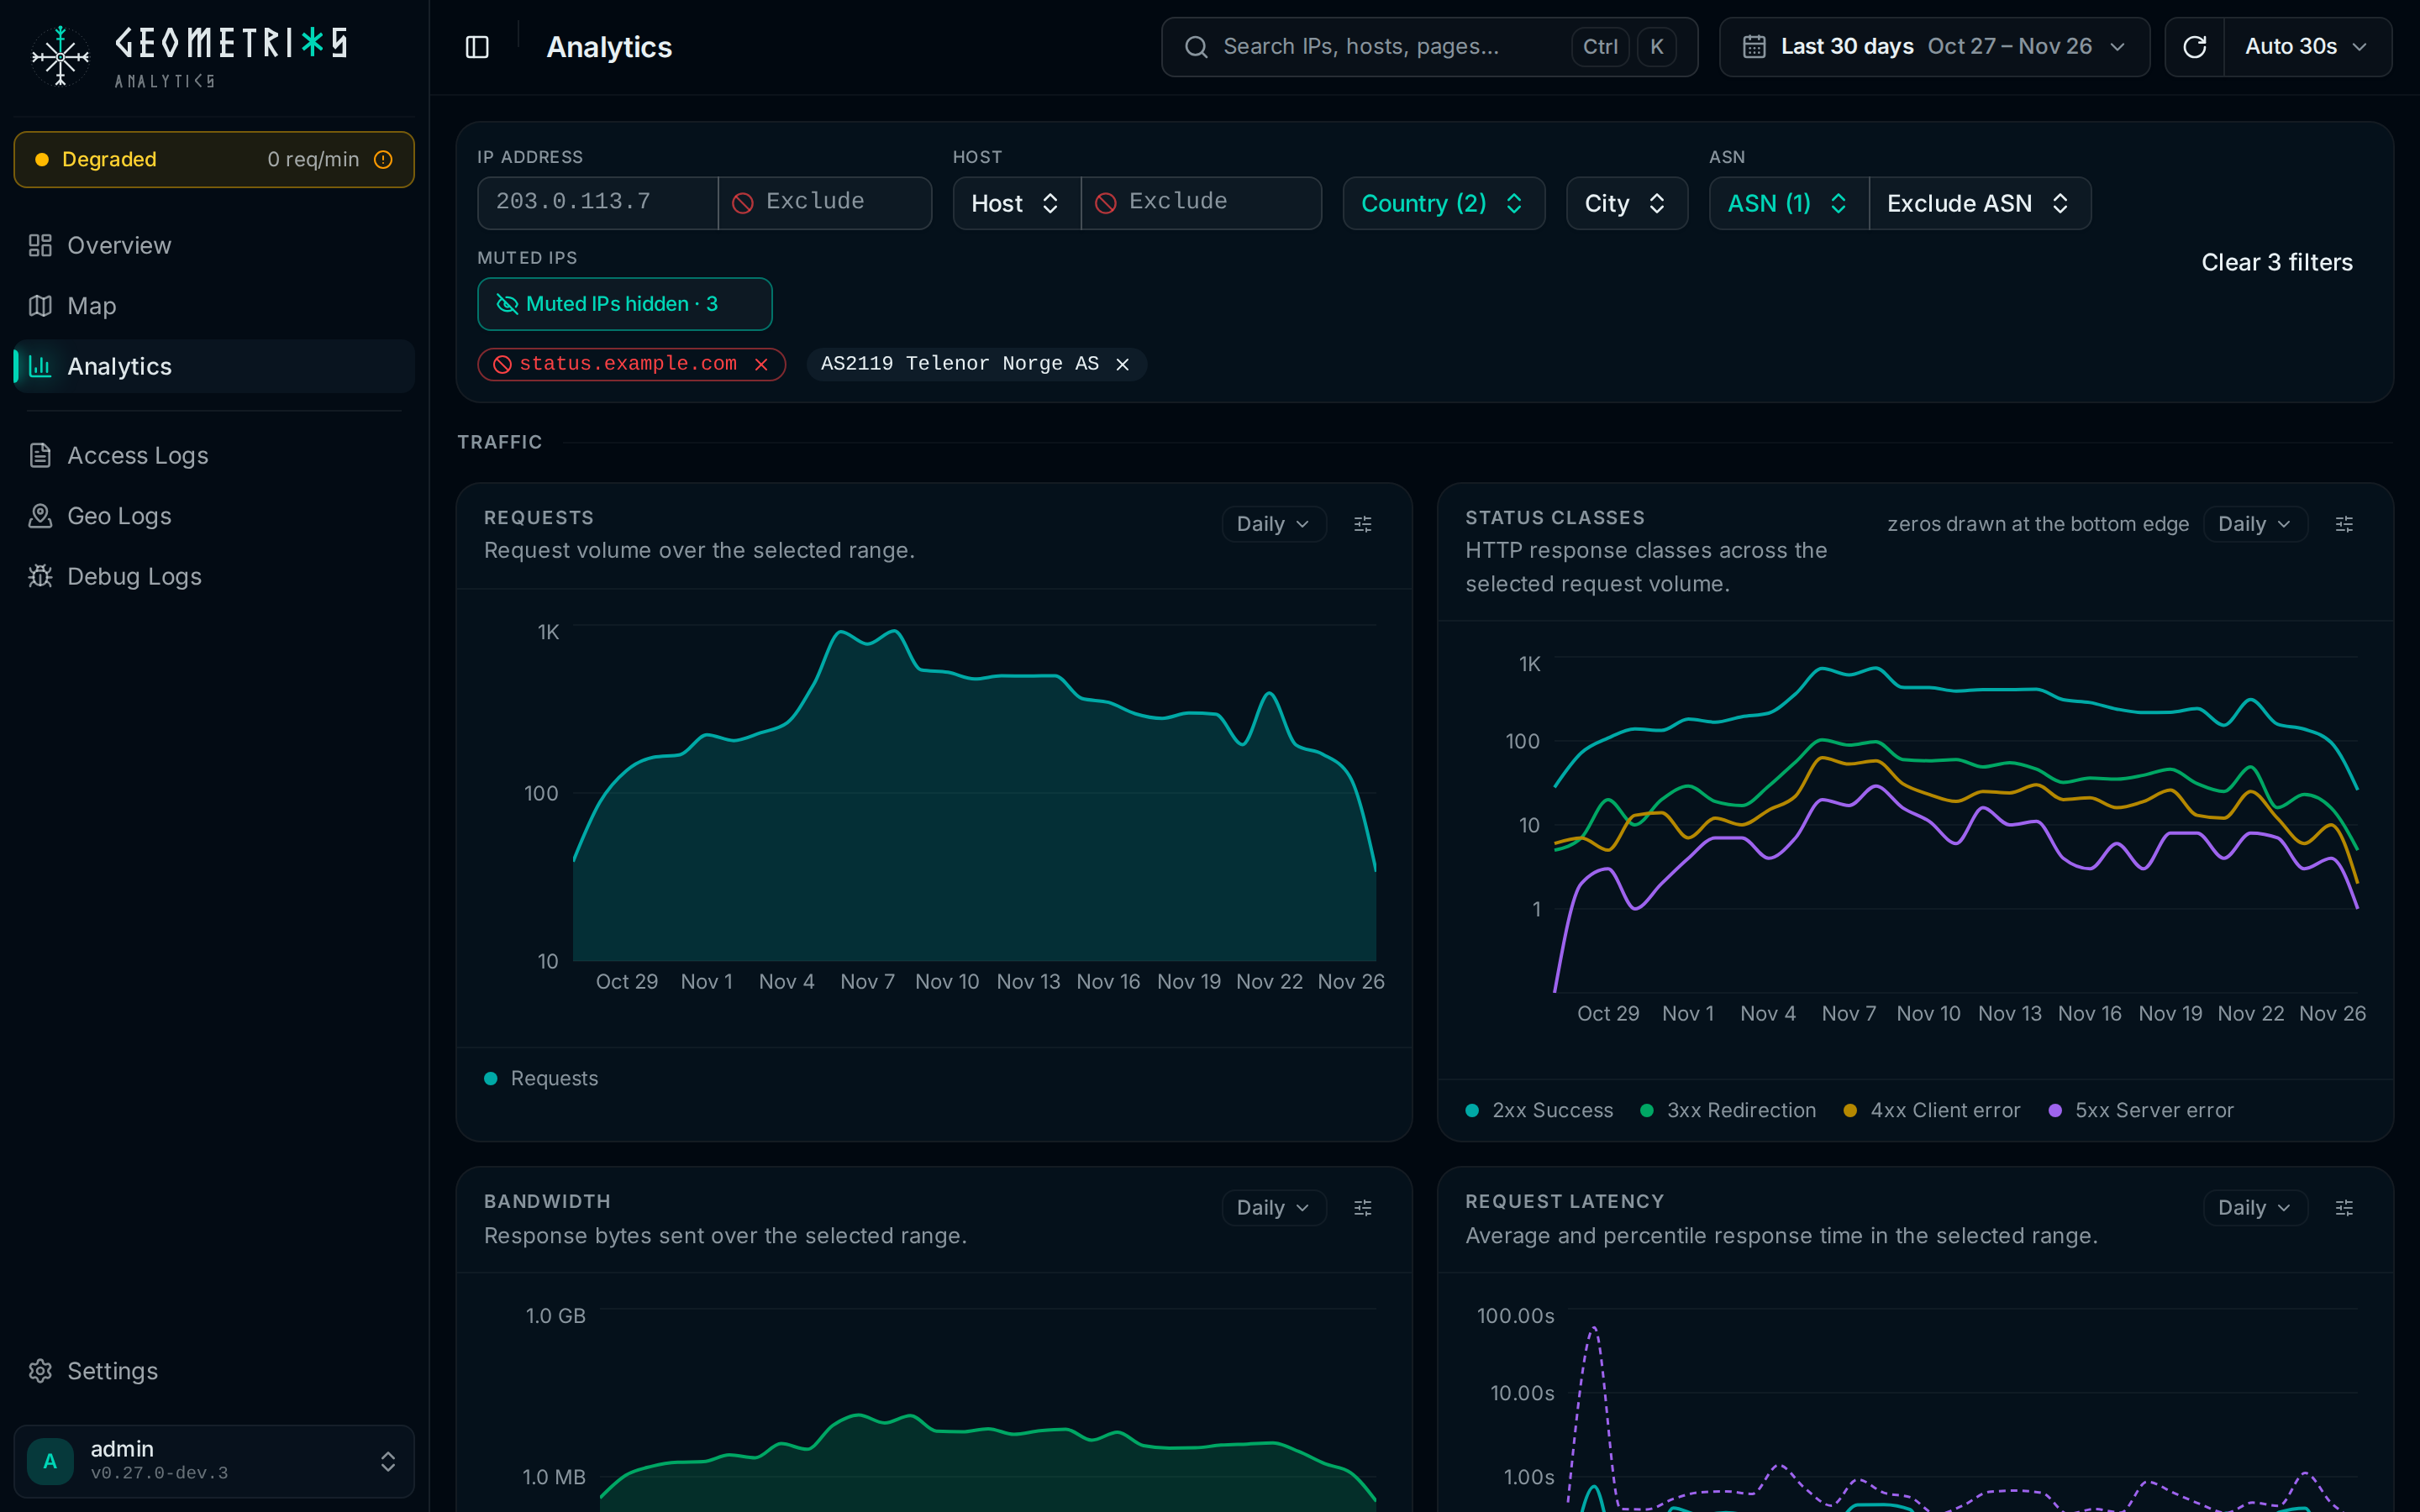 GEOMETRIKS
ANALYTICS
Degraded 0 req/min
Overview
Map
Analytics
Access Logs
Geo Logs
Debug Logs
Settings
A admin
v0.27.0-dev.3
Analytics
Search IPs, hosts, pages... Ctrl K
Last 30 days Oct 27 – Nov 26
Auto 30s
IP ADDRESS HOST ASN
203.0.113.7 Exclude Host Exclude Country (2) City ASN (1) Exclude ASN
MUTED IPS
Clear 3 filters
Muted IPs hidden · 3
status.example.com AS2119 Telenor Norge AS
TRAFFIC
REQUESTS
Request volume over the selected range.
Daily
1K
100
10
Oct 29 Nov 1 Nov 4 Nov 7 Nov 10 Nov 13 Nov 16 Nov 19 Nov 22 Nov 26
Requests
STATUS CLASSES
HTTP response classes across the
selected request volume.
zeros drawn at the bottom edge Daily
1K
100
10
1
Oct 29 Nov 1 Nov 4 Nov 7 Nov 10 Nov 13 Nov 16 Nov 19 Nov 22 Nov 26
2xx Success 3xx Redirection 4xx Client error 5xx Server error
BANDWIDTH
Response bytes sent over the selected range.
Daily
1.0 GB
1.0 MB
REQUEST LATENCY
Average and percentile response time in the selected range.
Daily
100.00s
10.00s
1.00s